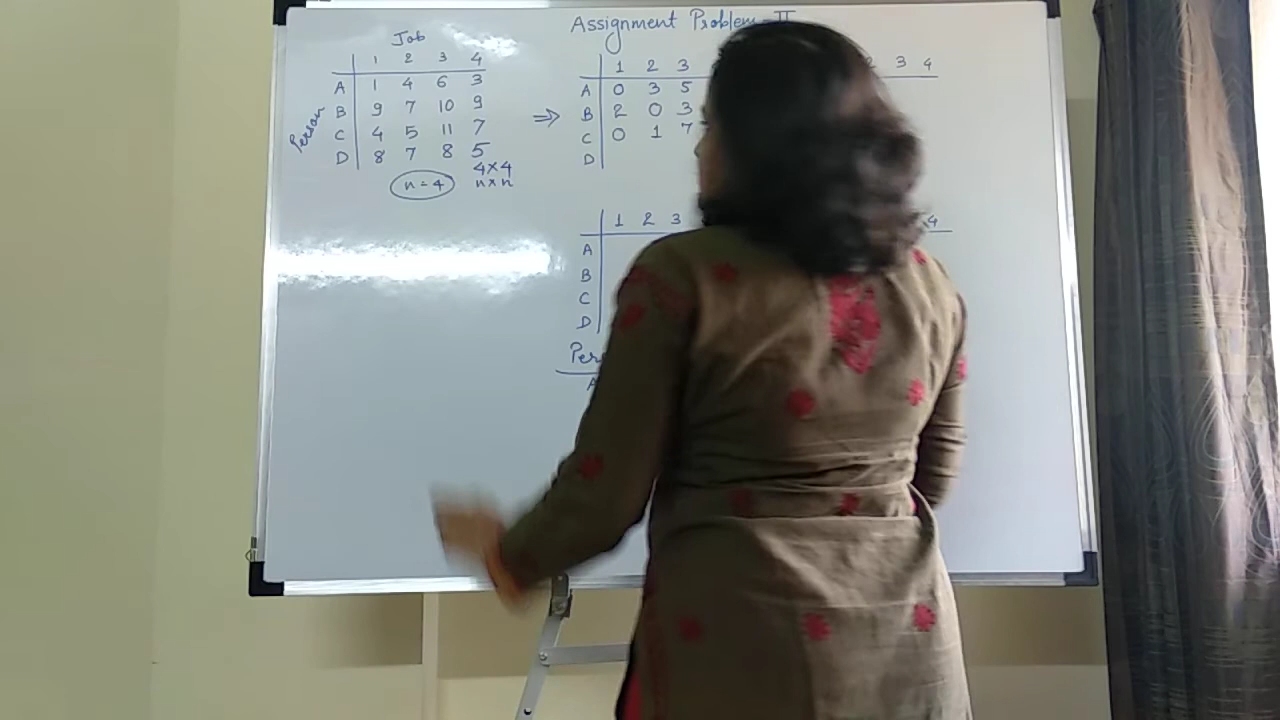 Assignment Problem - II
Job
1 2 3 4
A 1 4 6 3
B 9 7 10 9
C 4 5 11 7
D 8 7 8 5
Person
4×4
n = 4
n×n
⇒
1 2 3
A 0 3 5
B 2 0 3
C 0 1 7
D
2 3 4
1 2 3
A
B
C
D
4
A